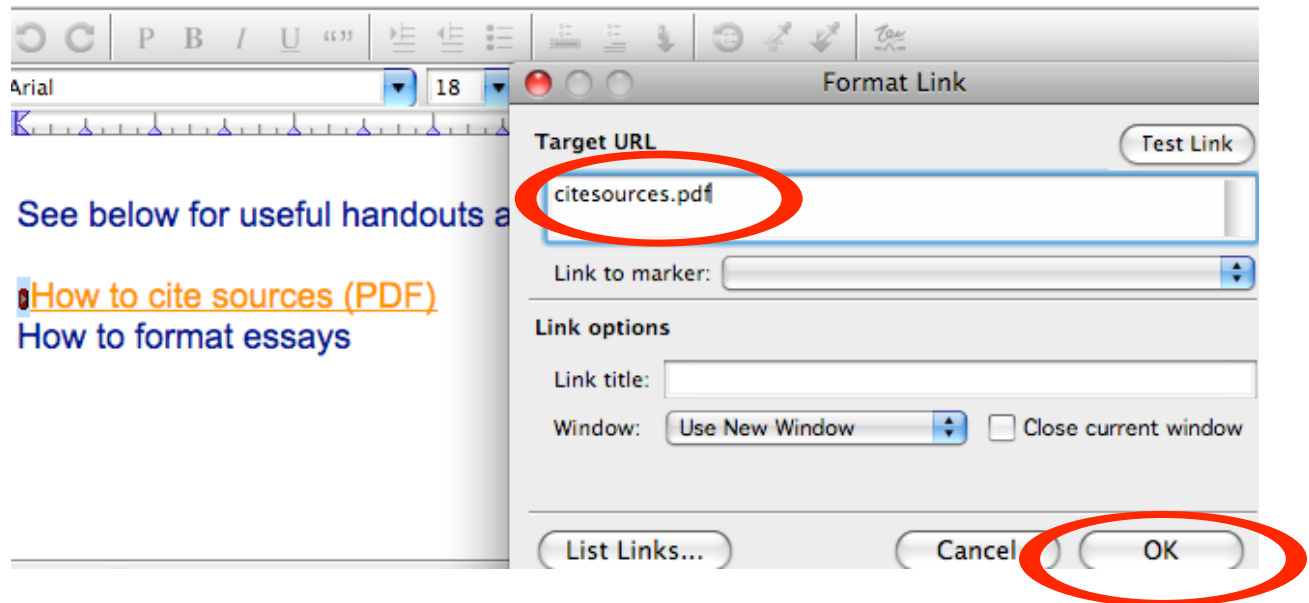 P B I U “”
Arial 18
Format Link
Target URL Test Link
citesources.pdf
See below for useful handouts a
Link to marker:
How to cite sources (PDF)
How to format essays
Link options
Link title:
Window: Use New Window Close current window
List Links... Cancel OK